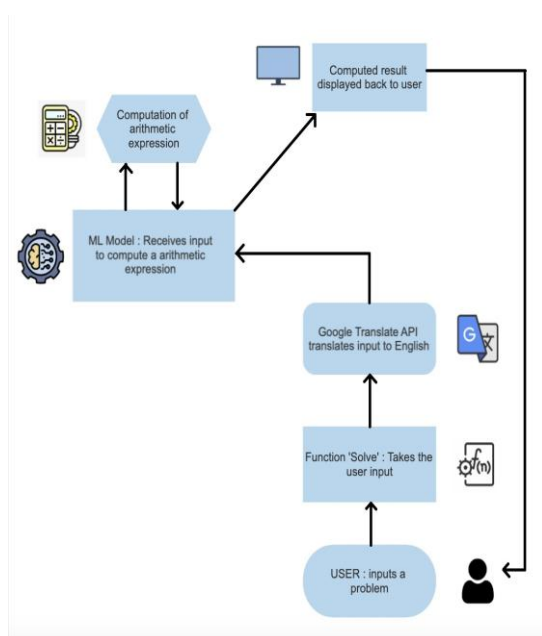 Computed result
displayed back to user
Computation of
arithmetic
expression
ML Model : Receives input
to compute a arithmetic
expression
Google Translate API
translates input to English
G 文
Function 'Solve' : Takes the
user input
f(n)
USER : inputs a
problem